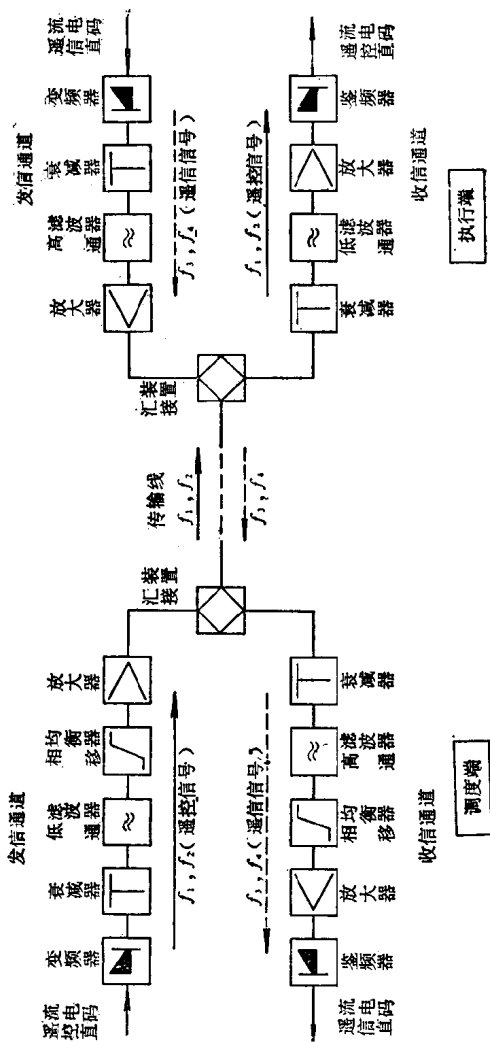 发信通道
遥控直
流电码
变频器
衰减器
低通
滤波器
相移
均衡器
放大器
f₁,f₂(遥控信号)
f₃,f₄(遥信信号)
遥信直
流电码
鉴频器
放大器
相移
均衡器
高通
滤波器
衰减器
收信通道
调度端
汇接
装置
传输线
f₁,f₂
f₃,f₄
汇接
装置
发信通道
放大器
高通
滤波器
衰减器
变频器
遥信直
流电码
f₃,f₄(遥信信号)
f₁,f₂(遥控信号)
衰减器
低通
滤波器
放大器
鉴频器
遥控直
流电码
收信通道
执行端